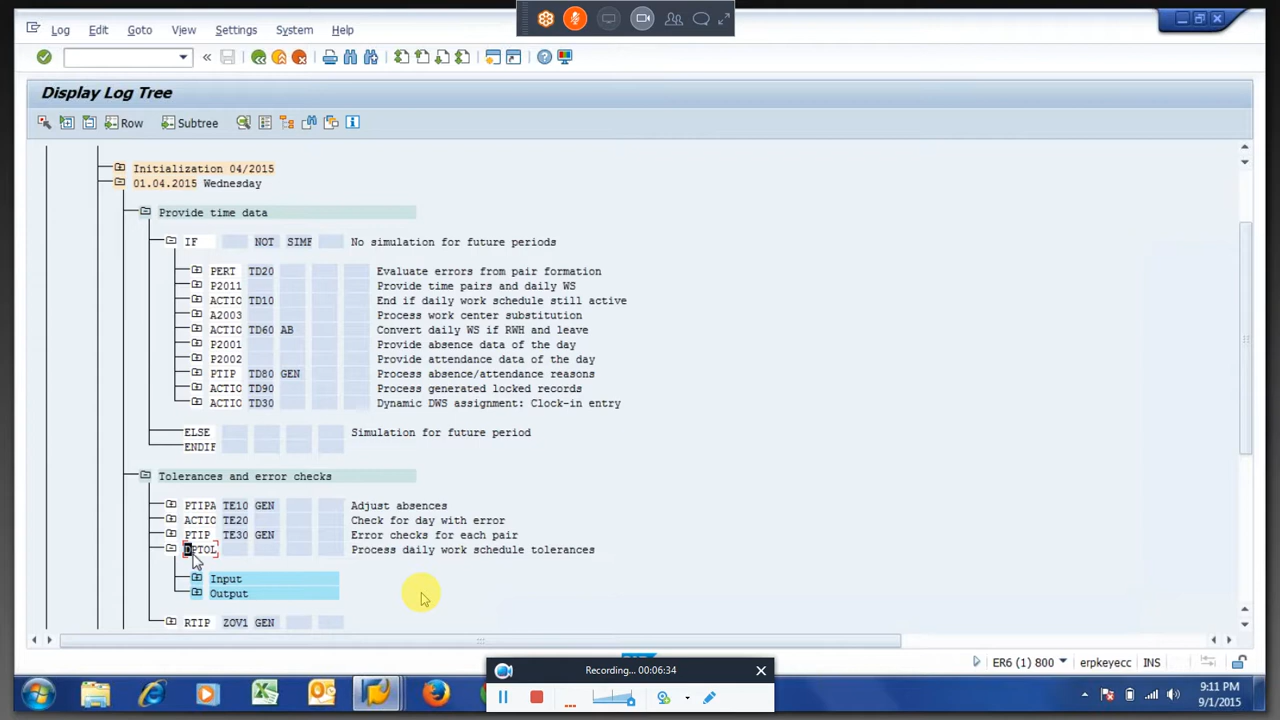 Log Edit Goto View Settings System Help
Display Log Tree
Row Subtree
Initialization 04/2015
01.04.2015 Wednesday
Provide time data
IF NOT SIMF No simulation for future periods
PERT TD20 Evaluate errors from pair formation
P2011 Provide time pairs and daily WS
ACTIO TD10 End if daily work schedule still active
A2003 Process work center substitution
ACTIO TD60 AB Convert daily WS if RWH and leave
P2001 Provide absence data of the day
P2002 Provide attendance data of the day
PTIP TD80 GEN Process absence/attendance reasons
ACTIO TD90 Process generated locked records
ACTIO TD30 Dynamic DWS assignment: Clock-in entry
ELSE Simulation for future period
ENDIF
Tolerances and error checks
PTIPA TE10 GEN Adjust absences
ACTIO TE20 Check for day with error
PTIP TE30 GEN Error checks for each pair
DPTOL Process daily work schedule tolerances
Input
Output
RTIP ZOV1 GEN
ER6 (1) 800 erpkeyecc INS
Recording... 00:06:34
9:11 PM
9/1/2015